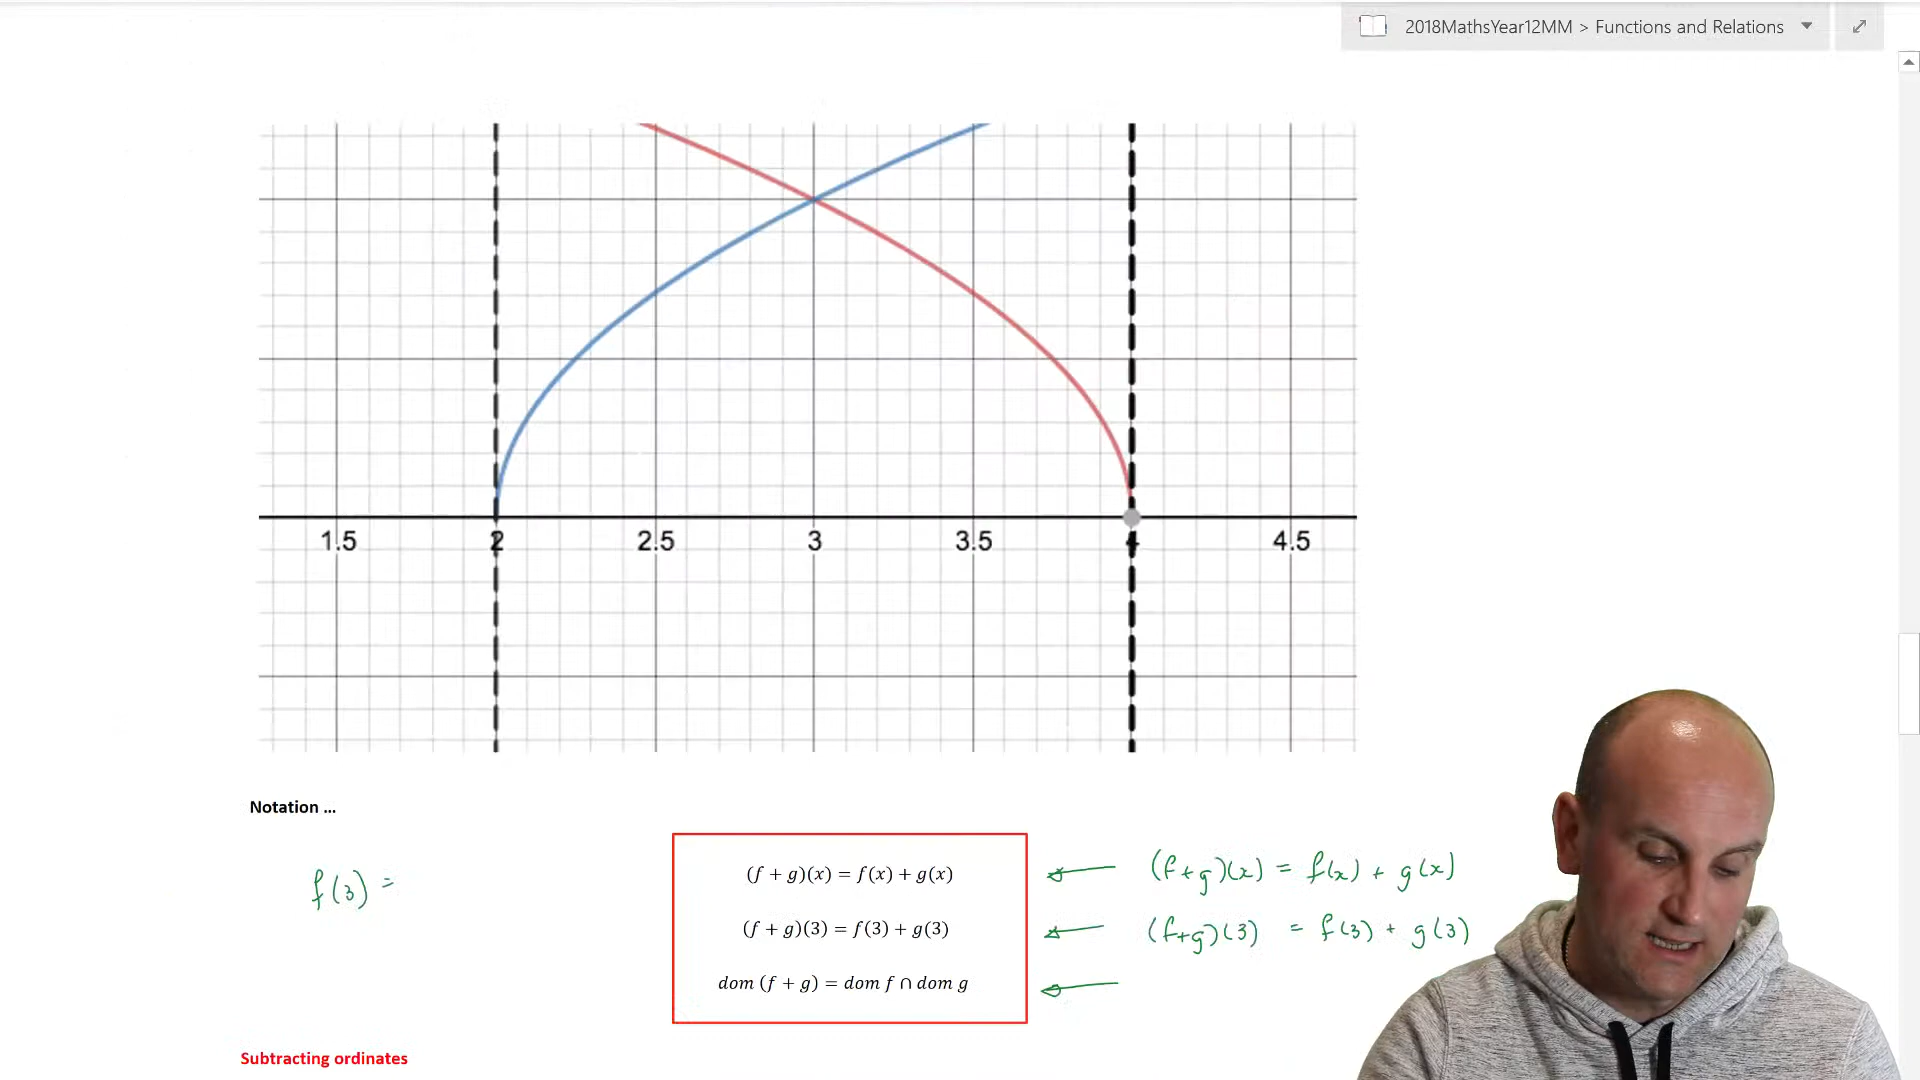 2018MathsYear12MM > Functions and Relations
1.5 2 2.5 3 3.5 4 4.5
Notation ...
f(3) =
(f + g)(x) = f(x) + g(x)
(f+g)(x) = f(x) + g(x)
(f + g)(3) = f(3) + g(3)
(f+g)(3) = f(3) + g(3)
dom (f + g) = dom f ∩ dom g
Subtracting ordinates